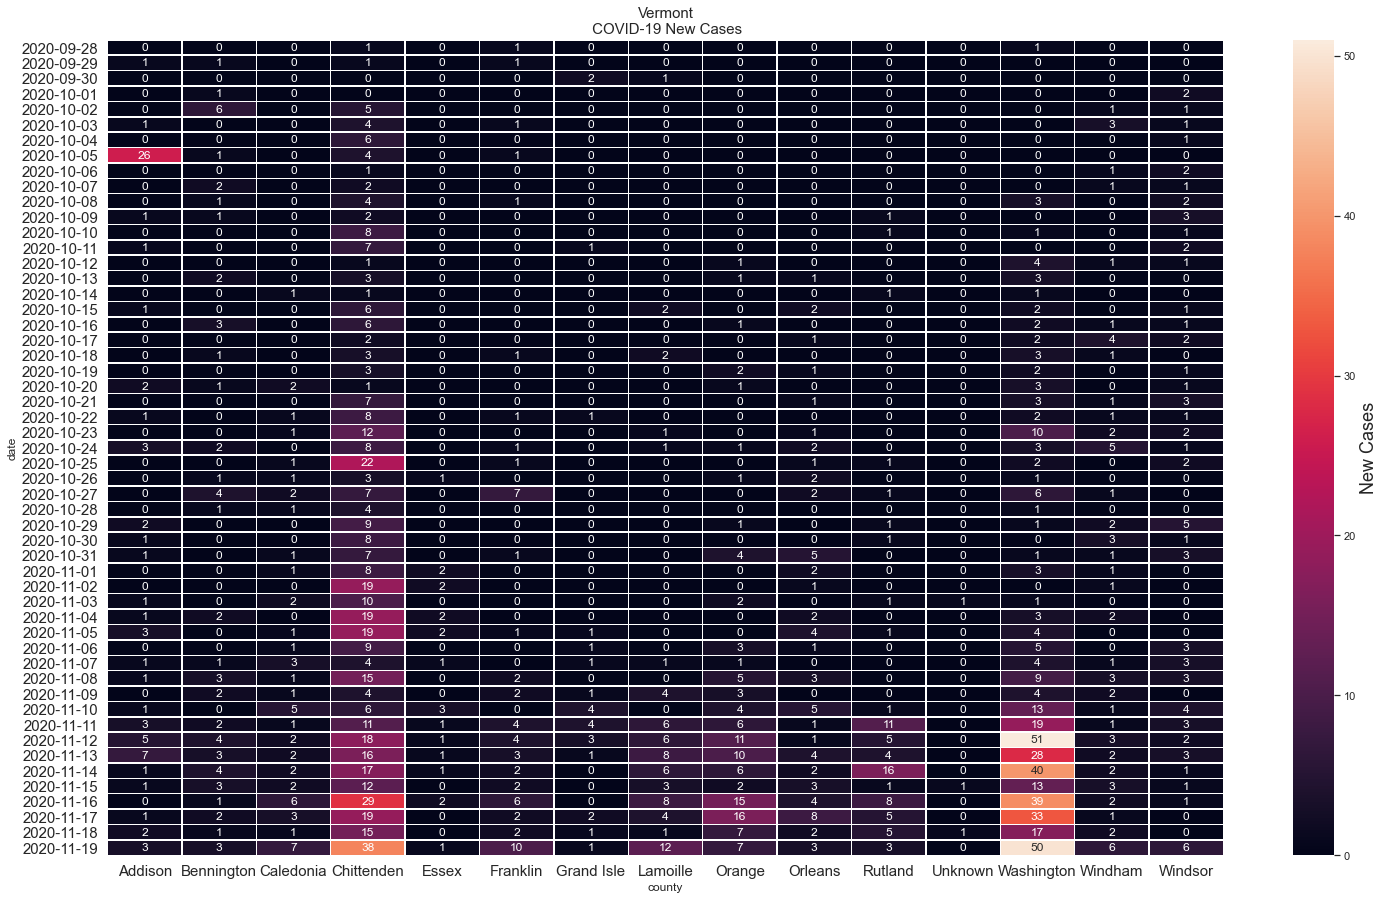 Vermont
COVID-19 New Cases
2020-09-28 0 0 0 1 0 1 0 0 0 0 0 0 1 0 0
2020-09-29 1 1 0 1 0 1 0 0 0 0 0 0 0 0 0
2020-09-30 0 0 0 0 0 0 2 1 0 0 0 0 0 0 0
2020-10-01 0 1 0 0 0 0 0 0 0 0 0 0 0 0 2
2020-10-02 0 6 0 5 0 0 0 0 0 0 0 0 0 1 1
2020-10-03 1 0 0 4 0 1 0 0 0 0 0 0 0 3 1
2020-10-04 0 0 0 6 0 0 0 0 0 0 0 0 0 0 1
2020-10-05 26 1 0 4 0 1 0 0 0 0 0 0 0 0 0
2020-10-06 0 0 0 1 0 0 0 0 0 0 0 0 0 1 2
2020-10-07 0 2 0 2 0 0 0 0 0 0 0 0 0 1 1
2020-10-08 0 1 0 4 0 1 0 0 0 0 0 0 3 0 2
2020-10-09 1 1 0 2 0 0 0 0 0 0 1 0 0 0 3
2020-10-10 0 0 0 8 0 0 0 0 0 0 1 0 1 0 1
2020-10-11 1 0 0 7 0 0 1 0 0 0 0 0 0 0 2
2020-10-12 0 0 0 1 0 0 0 0 1 0 0 0 4 1 1
2020-10-13 0 2 0 3 0 0 0 0 1 1 0 0 3 0 0
2020-10-14 0 0 1 1 0 0 0 0 0 0 1 0 1 0 0
2020-10-15 1 0 0 6 0 0 0 2 0 2 0 0 2 0 1
2020-10-16 0 3 0 6 0 0 0 0 1 0 0 0 2 1 1
2020-10-17 0 0 0 2 0 0 0 0 0 1 0 0 2 4 2
2020-10-18 0 1 0 3 0 1 0 2 0 0 0 0 3 1 0
2020-10-19 0 0 0 3 0 0 0 0 2 1 0 0 2 0 1
2020-10-20 2 1 2 1 0 0 0 0 1 0 0 0 3 0 1
2020-10-21 0 0 0 7 0 0 0 0 0 1 0 0 3 1 3
2020-10-22 1 0 1 8 0 1 1 0 0 0 0 0 2 1 1
2020-10-23 0 0 1 12 0 0 0 1 0 1 0 0 10 2 2
2020-10-24 3 2 0 8 0 1 0 1 1 2 0 0 3 5 1
2020-10-25 0 0 1 22 0 1 0 0 0 1 1 0 2 0 2
2020-10-26 0 1 1 3 1 0 0 0 1 2 0 0 1 0 0
2020-10-27 0 4 2 7 0 7 0 0 0 2 1 0 6 1 0
2020-10-28 0 1 1 4 0 0 0 0 0 0 0 0 1 0 0
2020-10-29 2 0 0 9 0 0 0 0 1 0 1 0 1 2 5
2020-10-30 1 0 0 8 0 0 0 0 0 0 1 0 0 3 1
2020-10-31 1 0 1 7 0 1 0 0 4 5 0 0 1 1 3
2020-11-01 0 0 1 8 2 0 0 0 0 2 0 0 3 1 0
2020-11-02 0 0 0 19 2 0 0 0 0 1 0 0 0 1 0
2020-11-03 1 0 2 10 0 0 0 0 2 0 1 1 1 0 0
2020-11-04 1 2 0 19 2 0 0 0 0 2 0 0 3 2 0
2020-11-05 3 0 1 19 2 1 1 0 0 4 1 0 4 0 0
2020-11-06 0 0 1 9 0 0 1 0 3 1 0 0 5 0 3
2020-11-07 1 1 3 4 1 0 1 1 1 0 0 0 4 1 3
2020-11-08 1 3 1 15 0 2 0 0 5 3 0 0 9 3 3
2020-11-09 0 2 1 4 0 2 1 4 3 0 0 0 4 2 0
2020-11-10 1 0 5 6 3 0 4 0 4 5 1 0 13 1 4
2020-11-11 3 2 1 11 1 4 4 6 6 1 11 0 19 1 3
2020-11-12 5 4 2 18 1 4 3 6 11 1 5 0 51 3 2
2020-11-13 7 3 2 16 1 3 1 8 10 4 4 0 28 2 3
2020-11-14 1 4 2 17 1 2 0 6 6 2 16 0 40 2 1
2020-11-15 1 3 2 12 0 2 0 3 2 3 1 1 13 3 1
2020-11-16 0 1 6 29 2 6 0 8 15 4 8 0 39 2 1
2020-11-17 1 2 3 19 0 2 2 4 16 8 5 0 33 1 0
2020-11-18 2 1 1 15 0 2 1 1 7 2 5 1 17 2 0
2020-11-19 3 3 7 38 1 10 1 12 7 3 3 0 50 6 6
Addison Bennington Caledonia Chittenden Essex Franklin Grand Isle Lamoille Orange Orleans Rutland Unknown Washington Windham Windsor
county
date
50
40
30
20
10
0
New Cases